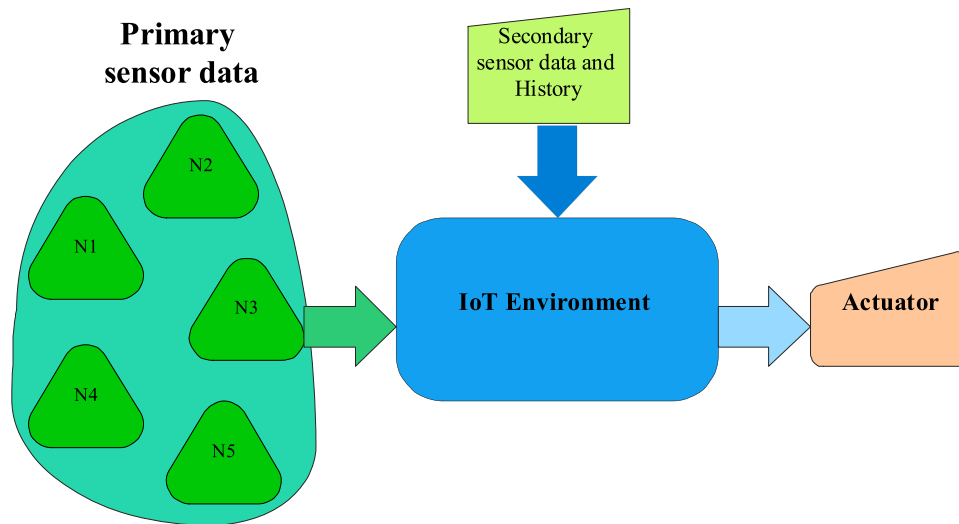 Primary
sensor data
Secondary
sensor data and
History
N2
N1
N3
IoT Environment
Actuator
N4
N5